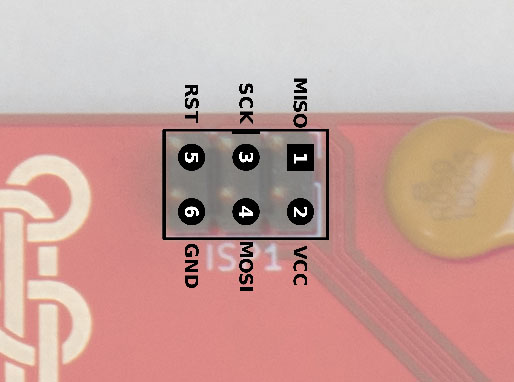 RST SCK MISO
5 3 1
6 4 2
GND MOSI VCC
ISP1